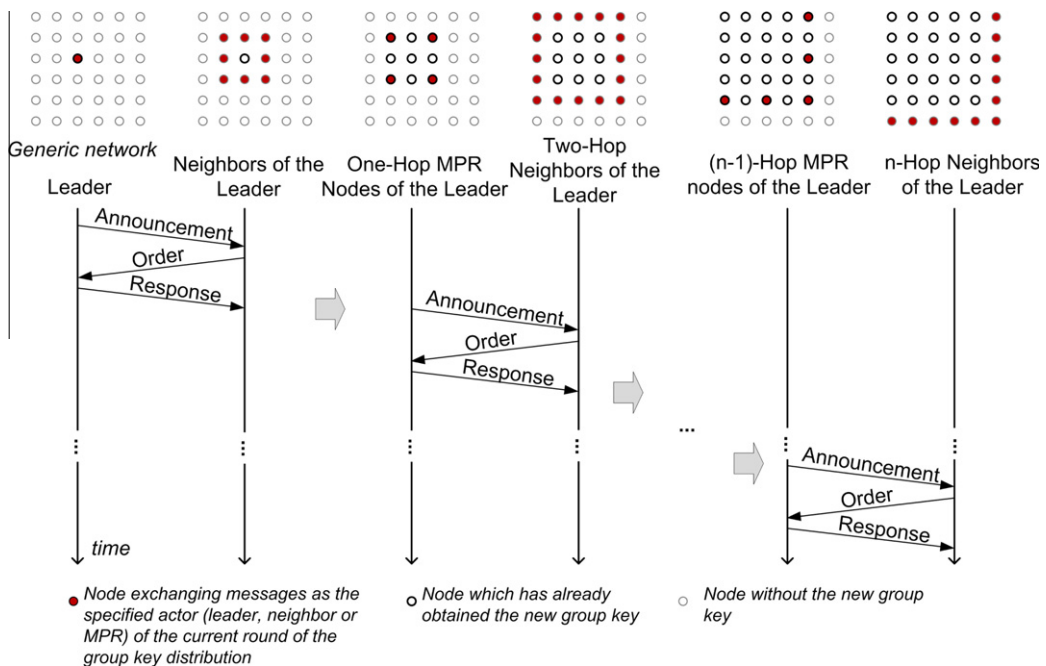 Generic network
Leader
Neighbors of the
Leader
One-Hop MPR
Nodes of the Leader
Two-Hop
Neighbors of the
Leader
(n-1)-Hop MPR
nodes of the Leader
n-Hop Neighbors
of the Leader
Announcement
Order
Response
Announcement
Order
Response
...
...
...
...
...
...
...
Announcement
Order
Response
time
Node exchanging messages as the
specified actor (leader, neighbor or
MPR) of the current round of the
group key distribution
Node which has already
obtained the new group key
Node without the new group
key